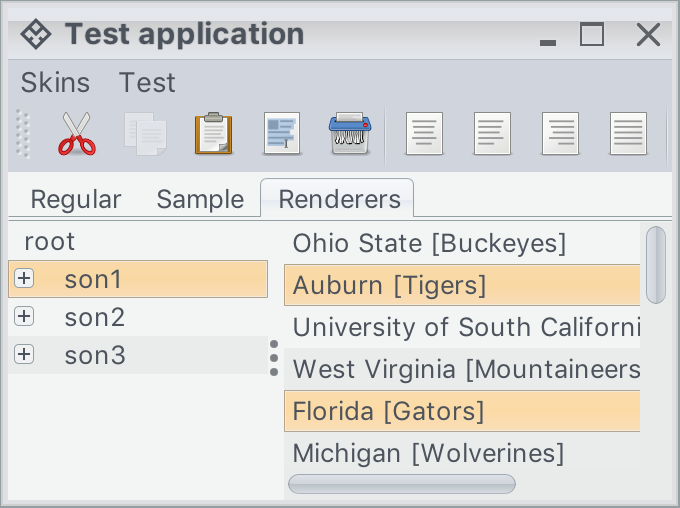 Test application
Skins Test
Regular Sample Renderers
root
son1
son2
son3
Ohio State [Buckeyes]
Auburn [Tigers]
University of South Californi
West Virginia [Mountaineers
Florida [Gators]
Michigan [Wolverines]